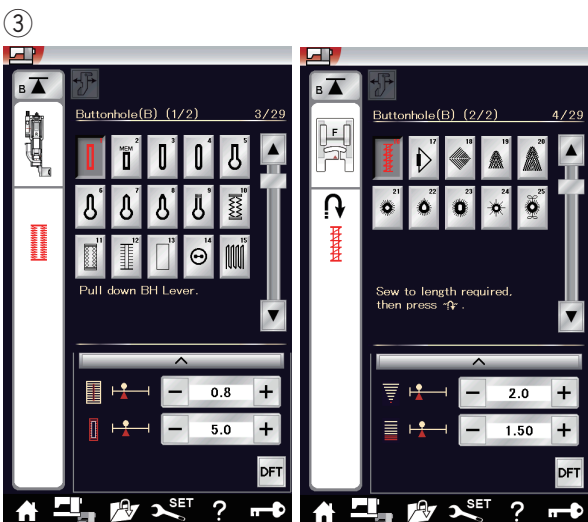 ③
B
Buttonhole(B) (1/2) 3/29
1 MEM 2 3 4 5
6 7 8 9 10
11 12 13 14 15
Pull down BH Lever.
− 0.8 +
− 5.0 +
DFT
SET ?
B
F
Buttonhole(B) (2/2) 4/29
17 18 19 20
21 22 23 24 25
Sew to length required,
then press
− 2.0 +
− 1.50 +
DFT
SET ?